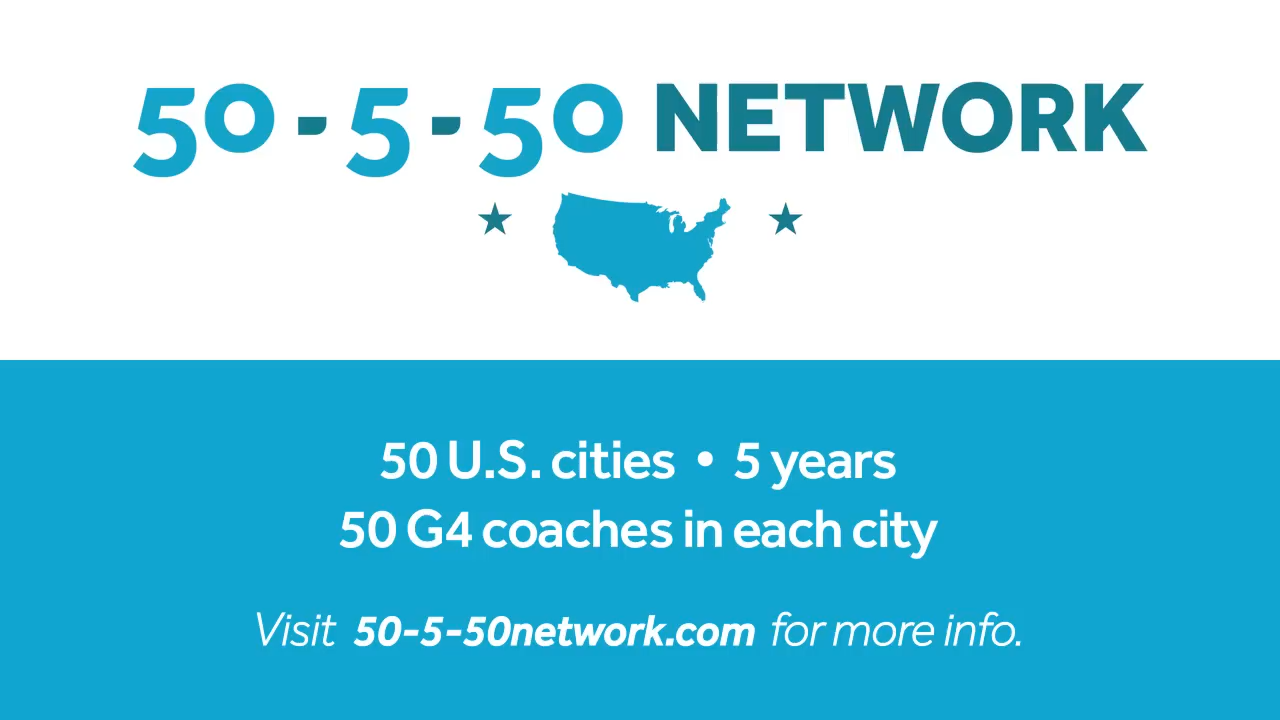 50-5-50 NETWORK
50 U.S. cities • 5 years
50 G4 coaches in each city
Visit 50-5-50network.com for more info.